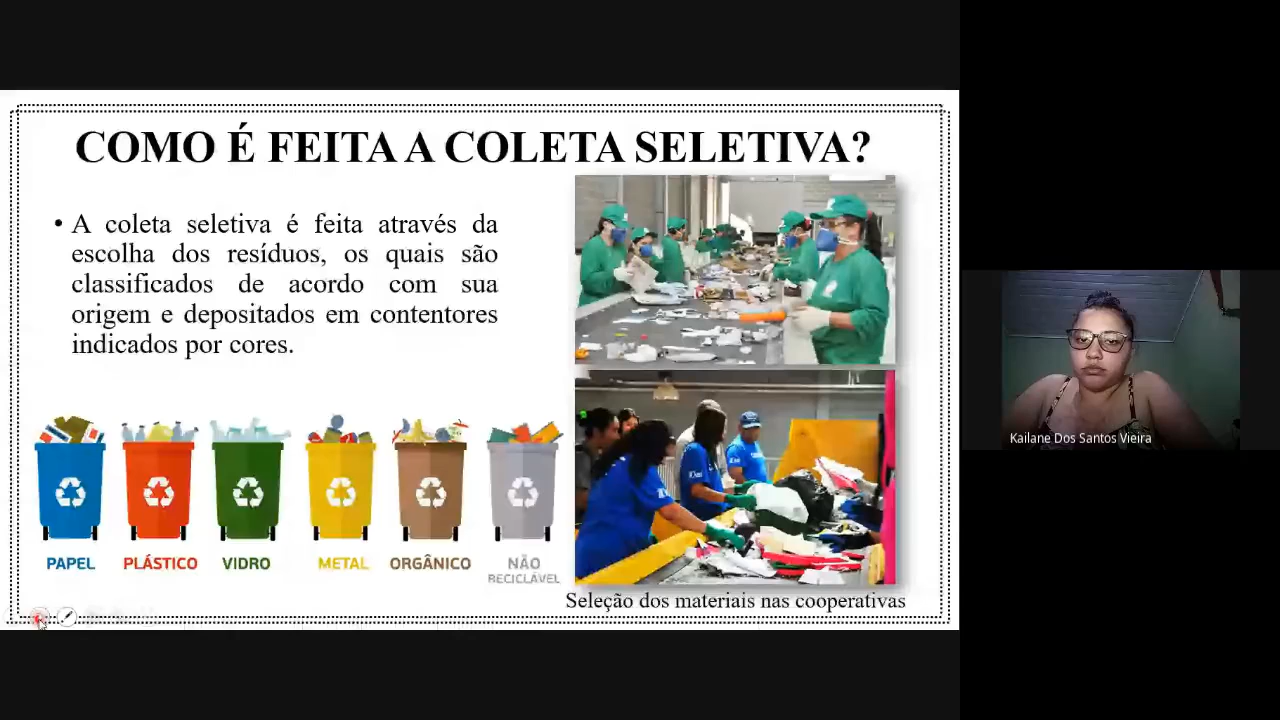 COMO É FEITA A COLETA SELETIVA?
• A coleta seletiva é feita através da
escolha dos resíduos, os quais são
classificados de acordo com sua
origem e depositados em contentores
indicados por cores.
PAPEL
PLÁSTICO
VIDRO
METAL
ORGÂNICO
NÃO
RECICLÁVEL
Seleção dos materiais nas cooperativas
Kailane Dos Santos Vieira